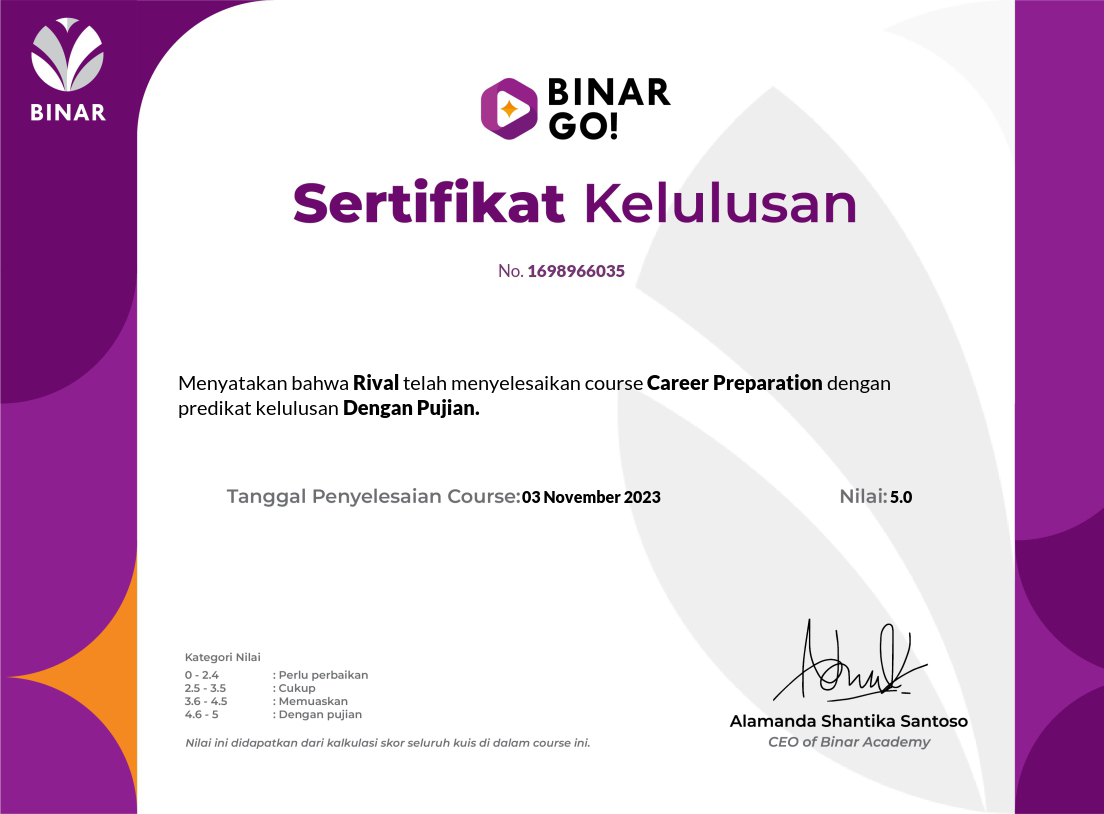 BINAR
BINAR
GO!
Sertifikat Kelulusan
No. 1698966035
Menyatakan bahwa Rival telah menyelesaikan course Career Preparation dengan
predikat kelulusan Dengan Pujian.
Tanggal Penyelesaian Course: 03 November 2023 Nilai: 5.0
Kategori Nilai
0 - 2.4 : Perlu perbaikan
2.5 - 3.5 : Cukup
3.6 - 4.5 : Memuaskan
4.6 - 5 : Dengan pujian
Nilai ini didapatkan dari kalkulasi skor seluruh kuis di dalam course ini.
Alamanda Shantika Santoso
CEO of Binar Academy